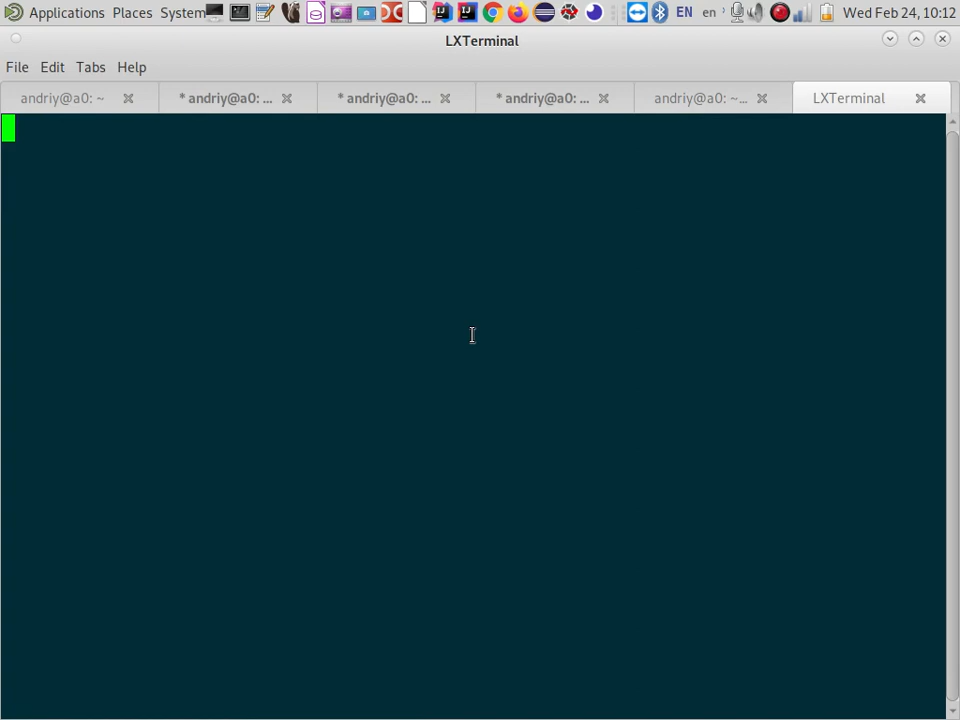 Applications Places System EN en Wed Feb 24, 10:12
LXTerminal
File Edit Tabs Help
andriy@a0: ~ * andriy@a0: ... * andriy@a0: ... * andriy@a0: ... andriy@a0: ~... LXTerminal